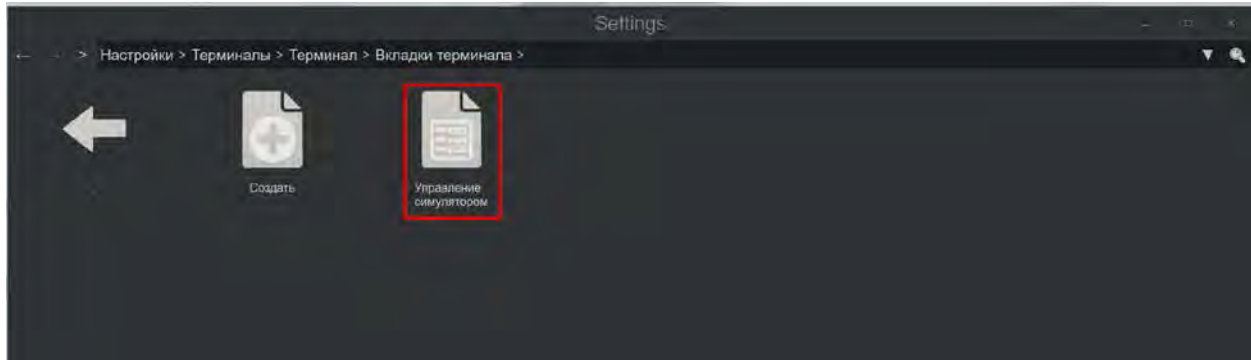 Settings
Настройки > Терминалы > Терминал > Вкладки терминала >
Создать
Управление
симулятором